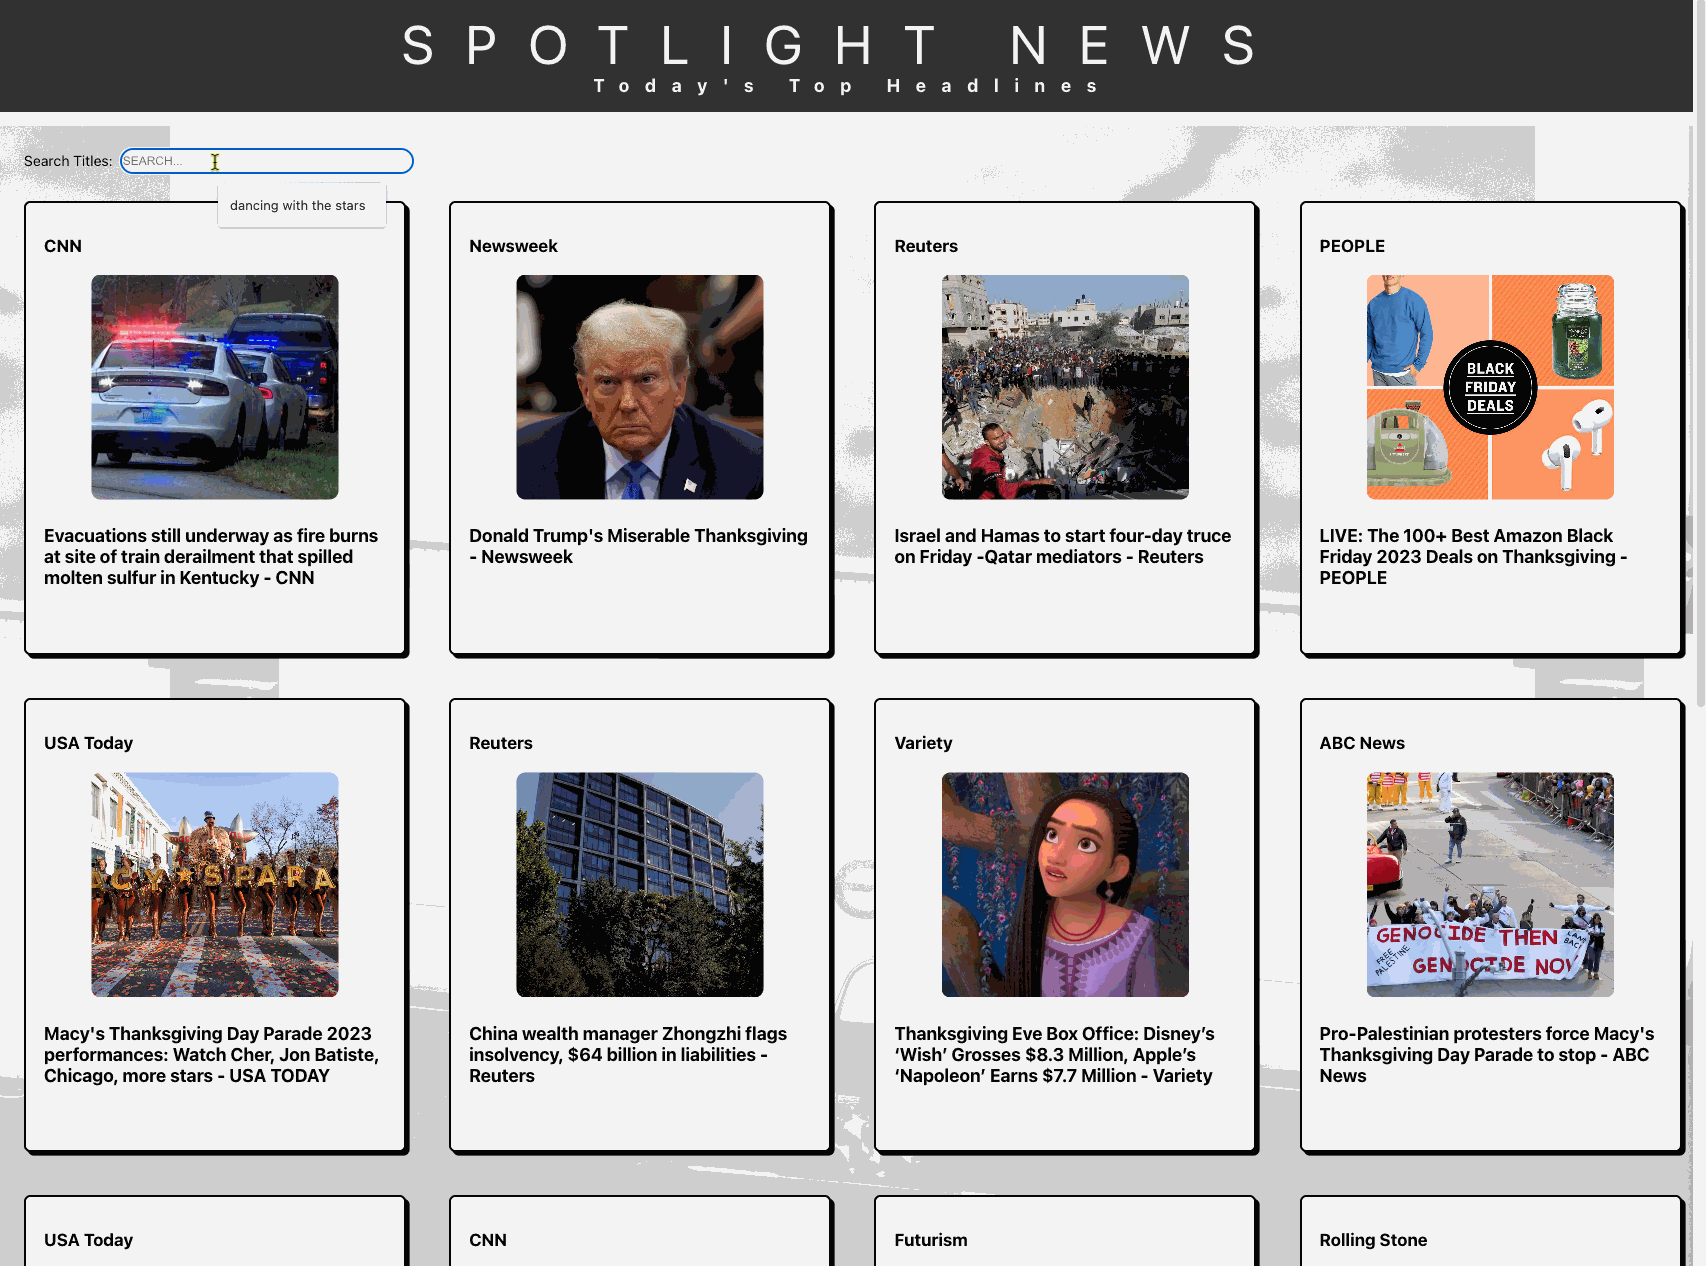 SPOTLIGHT NEWS
Today's Top Headlines
Search Titles: SEARCH...
dancing with the stars
CNN
Evacuations still underway as fire burns
at site of train derailment that spilled
molten sulfur in Kentucky - CNN
Newsweek
Donald Trump's Miserable Thanksgiving
- Newsweek
Reuters
Israel and Hamas to start four-day truce
on Friday -Qatar mediators - Reuters
PEOPLE
BLACK
FRIDAY
DEALS
LIVE: The 100+ Best Amazon Black
Friday 2023 Deals on Thanksgiving -
PEOPLE
USA Today
ACY★S PARA
Macy's Thanksgiving Day Parade 2023
performances: Watch Cher, Jon Batiste,
Chicago, more stars - USA TODAY
Reuters
China wealth manager Zhongzhi flags
insolvency, $64 billion in liabilities -
Reuters
Variety
Thanksgiving Eve Box Office: Disney’s
‘Wish’ Grosses $8.3 Million, Apple’s
‘Napoleon’ Earns $7.7 Million - Variety
ABC News
GENOCIDE THEN
GENOCIDE NOW
FREE
PALESTINE
LAND
BACK
Pro-Palestinian protesters force Macy's
Thanksgiving Day Parade to stop - ABC
News
USA Today
CNN
Futurism
Rolling Stone